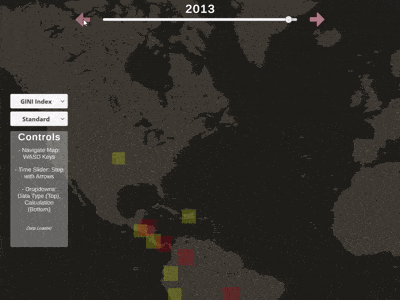 2013
GINI Index
Standard
Controls
- Navigate Map:
WASD Keys
- Time Slider: Step
with Arrows
- Dropdowns:
Data Type (Top),
Calculation
(Bottom)
Data Loaded